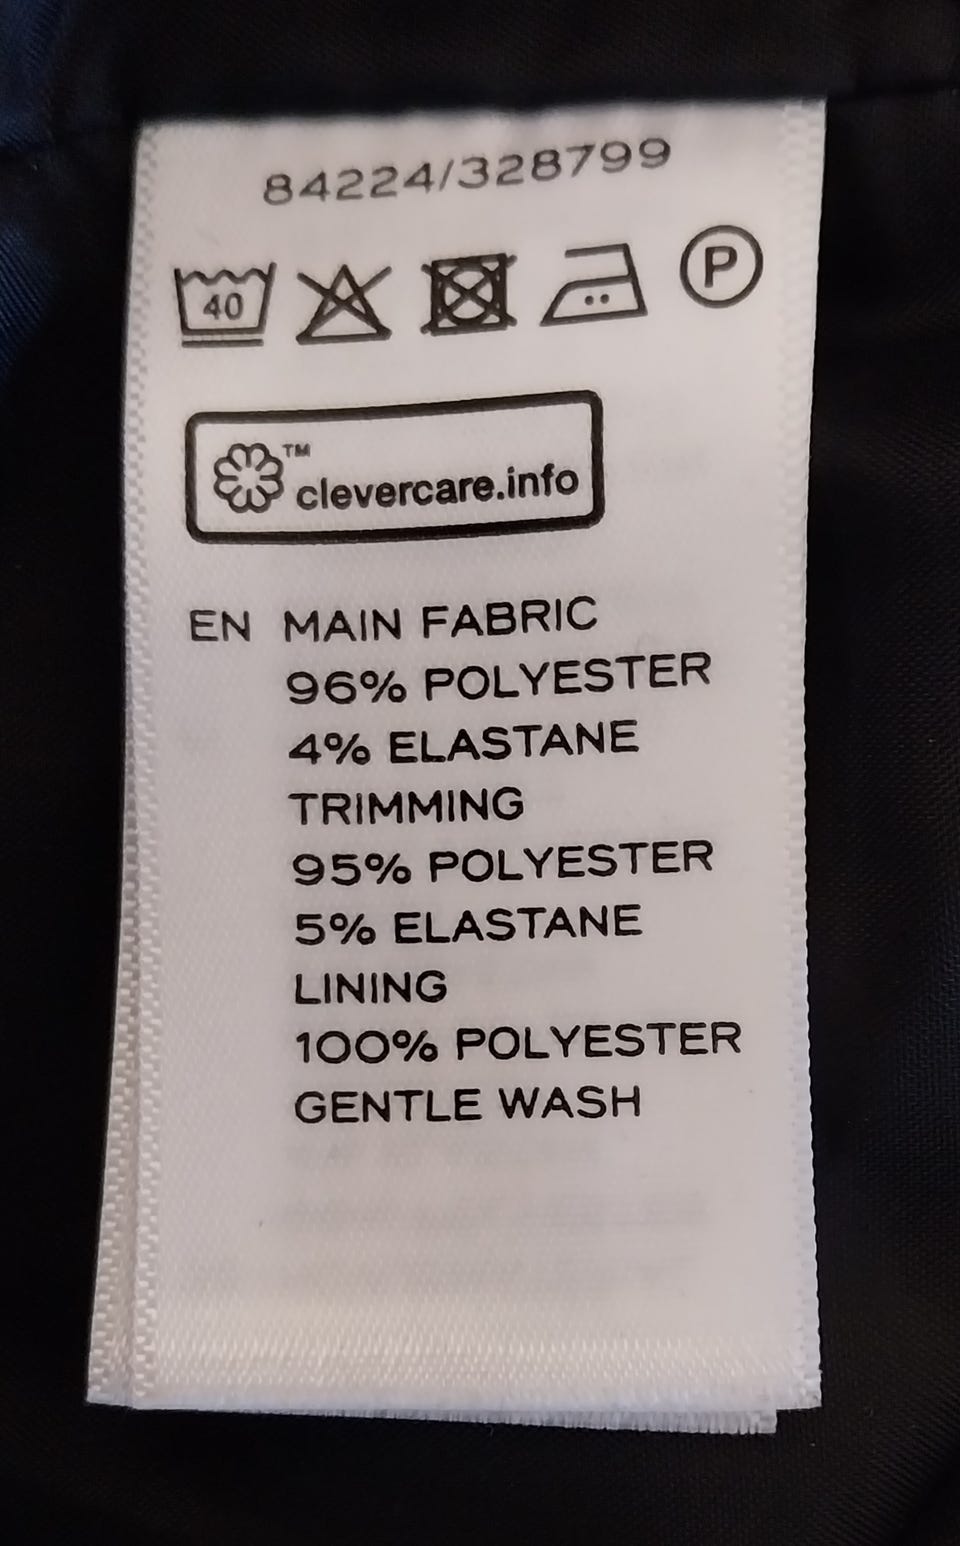 84224/328799
40 P
™
clevercare.info
EN MAIN FABRIC
96% POLYESTER
4% ELASTANE
TRIMMING
95% POLYESTER
5% ELASTANE
LINING
100% POLYESTER
GENTLE WASH